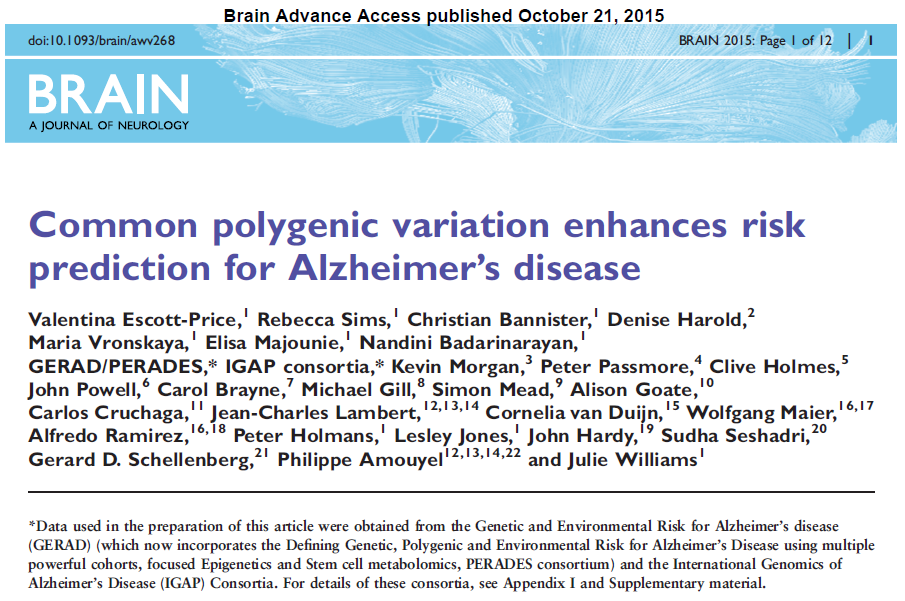 Brain Advance Access published October 21, 2015
doi:10.1093/brain/awv268
BRAIN 2015: Page 1 of 12 | 1
BRAIN
A JOURNAL OF NEUROLOGY
Common polygenic variation enhances risk
prediction for Alzheimer’s disease
Valentina Escott-Price,1 Rebecca Sims,1 Christian Bannister,1 Denise Harold,2
Maria Vronskaya,1 Elisa Majounie,1 Nandini Badarinarayan,1
GERAD/PERADES,* IGAP consortia,* Kevin Morgan,3 Peter Passmore,4 Clive Holmes,5
John Powell,6 Carol Brayne,7 Michael Gill,8 Simon Mead,9 Alison Goate,10
Carlos Cruchaga,11 Jean-Charles Lambert,12,13,14 Cornelia van Duijn,15 Wolfgang Maier,16,17
Alfredo Ramirez,16,18 Peter Holmans,1 Lesley Jones,1 John Hardy,19 Sudha Seshadri,20
Gerard D. Schellenberg,21 Philippe Amouyel12,13,14,22 and Julie Williams1
*Data used in the preparation of this article were obtained from the Genetic and Environmental Risk for Alzheimer’s disease
(GERAD) (which now incorporates the Defining Genetic, Polygenic and Environmental Risk for Alzheimer’s Disease using multiple
powerful cohorts, focused Epigenetics and Stem cell metabolomics, PERADES consortium) and the International Genomics of
Alzheimer’s Disease (IGAP) Consortia. For details of these consortia, see Appendix I and Supplementary material.